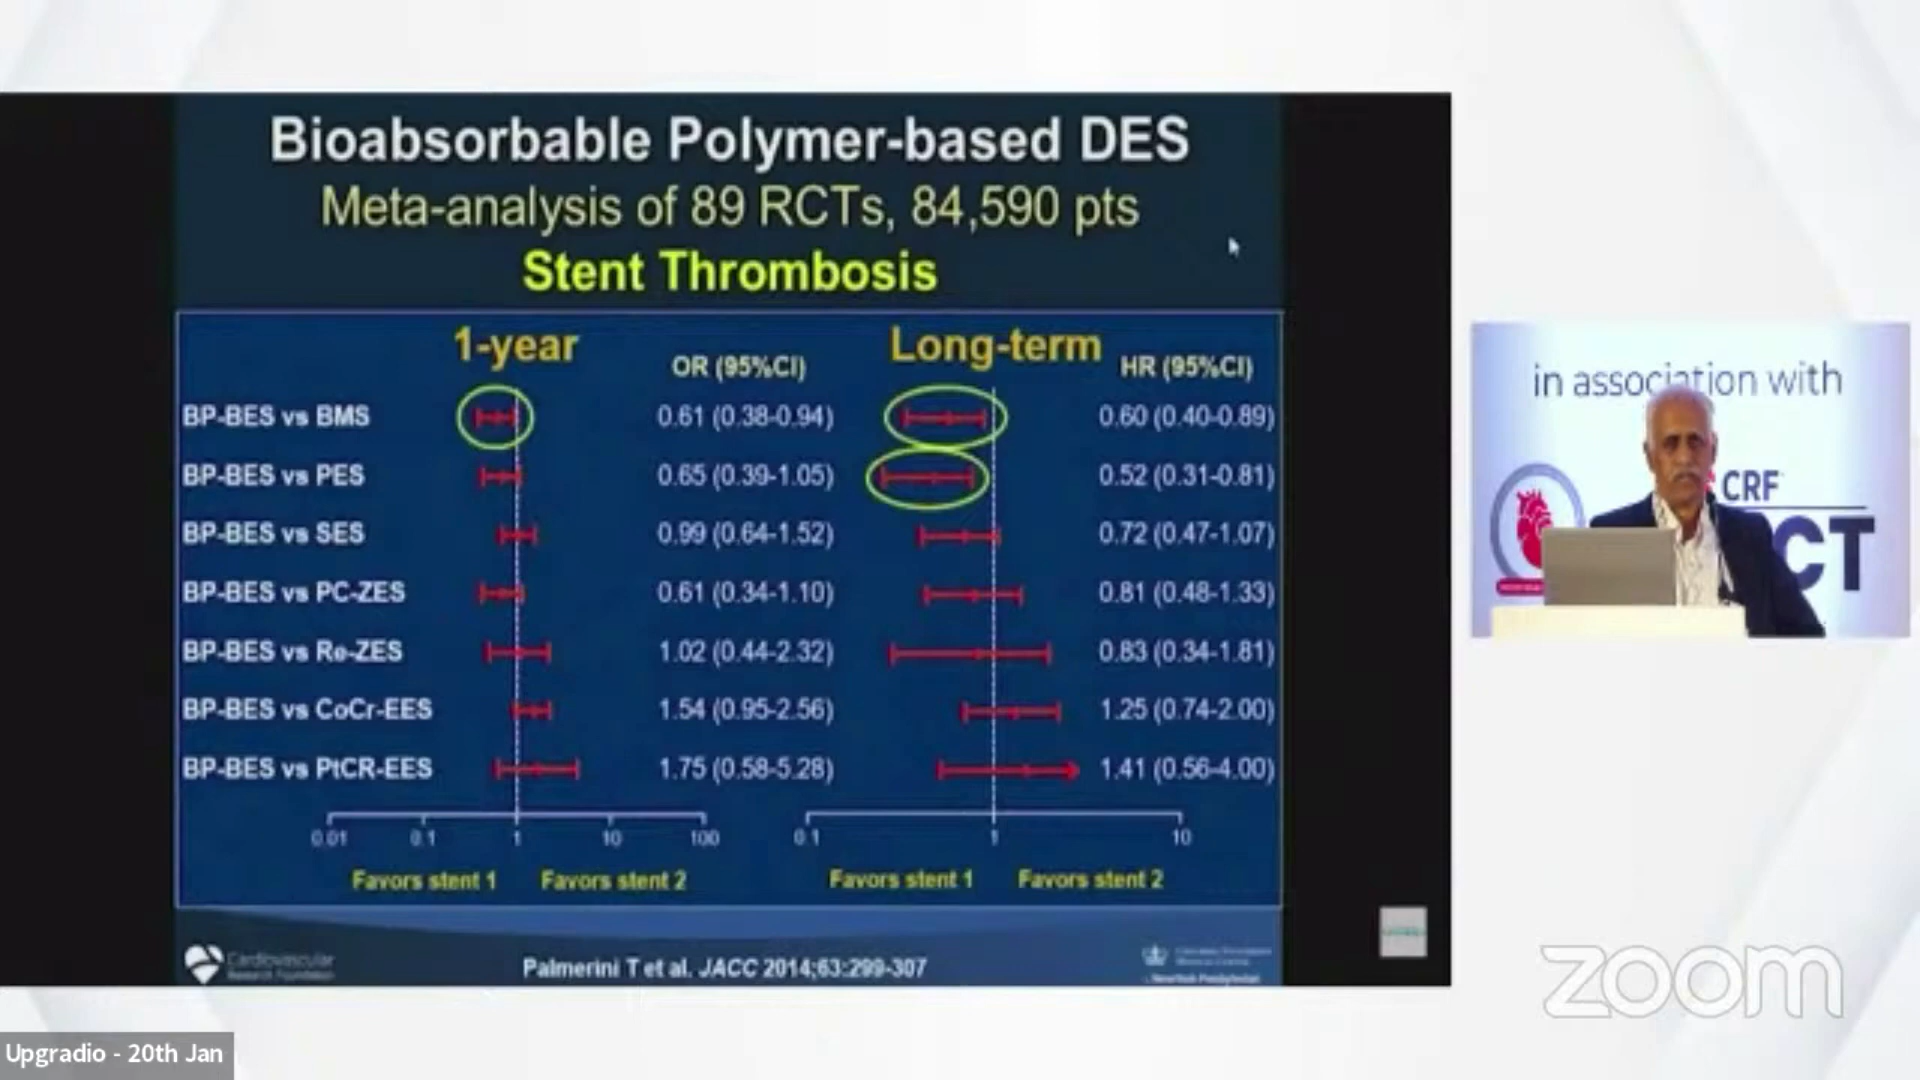 Bioabsorbable Polymer-based DES
Meta-analysis of 89 RCTs, 84,590 pts
Stent Thrombosis
1-year OR (95%CI) Long-term HR (95%CI)
BP-BES vs BMS 0.61 (0.38-0.94) 0.60 (0.40-0.89)
BP-BES vs PES 0.65 (0.39-1.05) 0.52 (0.31-0.81)
BP-BES vs SES 0.99 (0.64-1.52) 0.72 (0.47-1.07)
BP-BES vs PC-ZES 0.61 (0.34-1.10) 0.81 (0.48-1.33)
BP-BES vs Re-ZES 1.02 (0.44-2.32) 0.83 (0.34-1.81)
BP-BES vs CoCr-EES 1.54 (0.95-2.56) 1.25 (0.74-2.00)
BP-BES vs PtCR-EES 1.75 (0.58-5.28) 1.41 (0.56-4.00)
0.01 0.1 1 10 100 0.1 1 10
Favors stent 1 Favors stent 2 Favors stent 1 Favors stent 2
Cardiovascular
Research Foundation
Palmerini T et al. JACC 2014;63:299-307
NewYork-Presbyterian
in association with
CRF
CT
zoom
Upgradio - 20th Jan